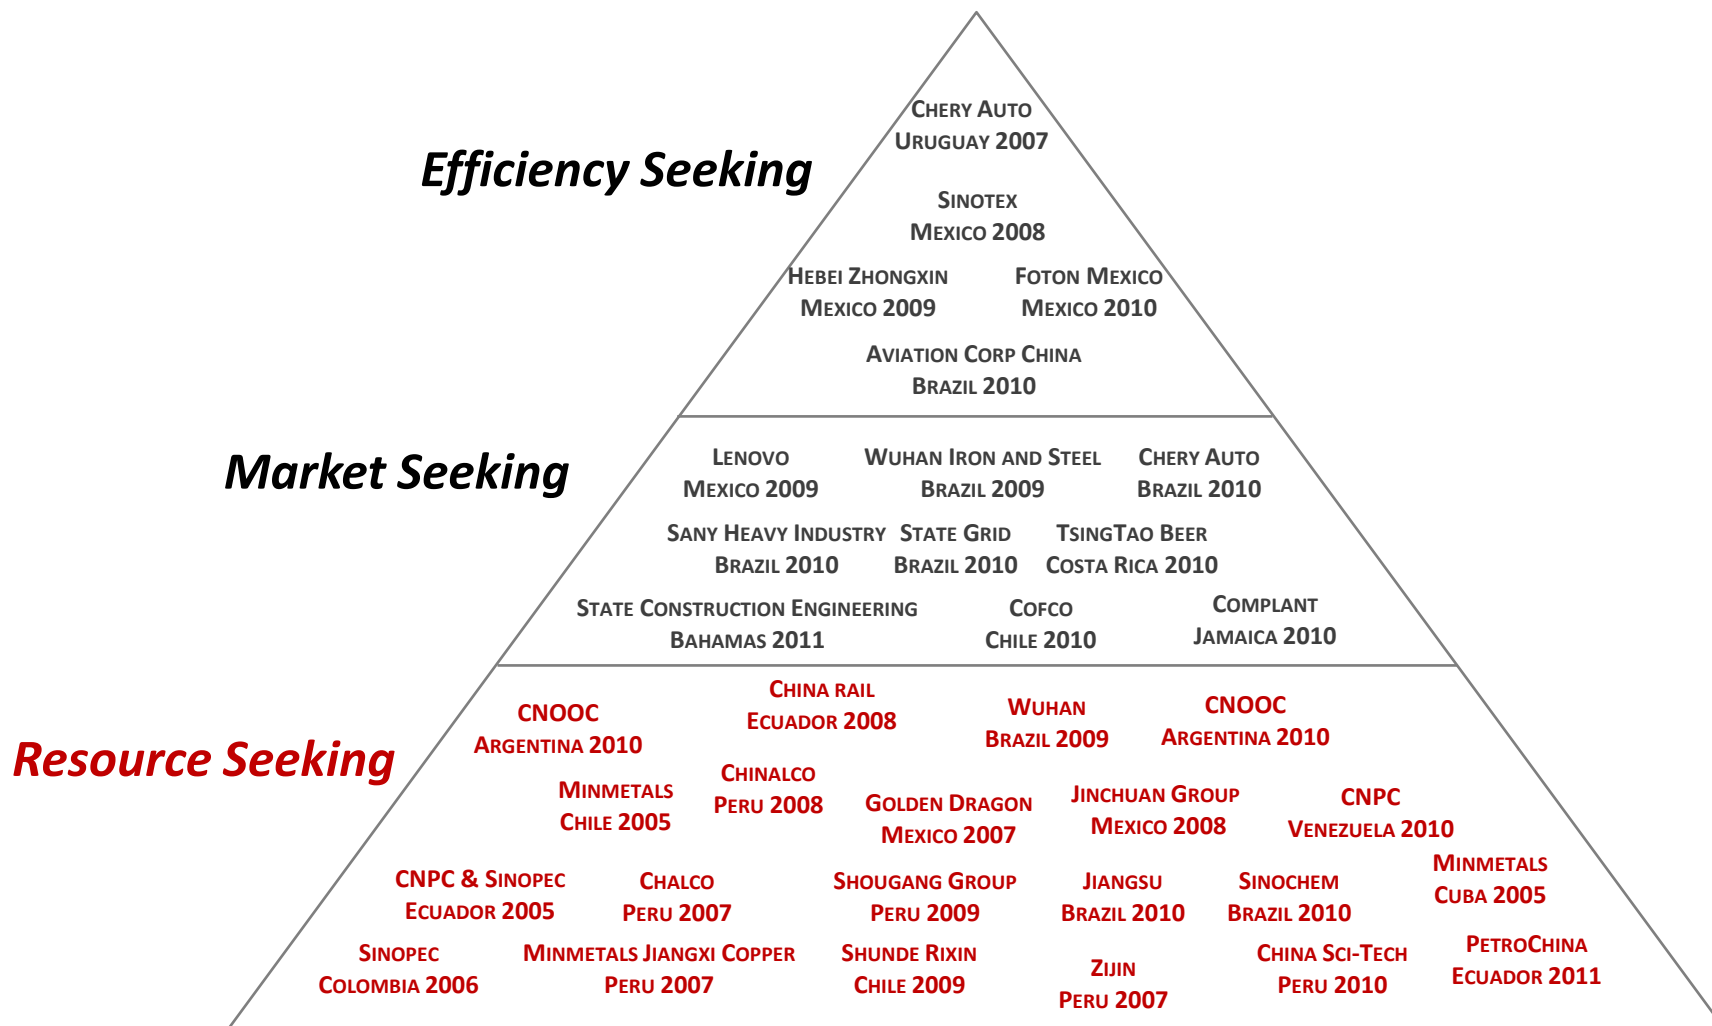 Chery Auto
Uruguay 2007
Efficiency Seeking
Sinotex
Mexico 2008
Hebei Zhongxin
Mexico 2009
Foton Mexico
Mexico 2010
Aviation Corp China
Brazil 2010
Market Seeking
Lenovo
Mexico 2009
Wuhan Iron and Steel
Brazil 2009
Chery Auto
Brazil 2010
Sany Heavy Industry
Brazil 2010
State Grid
Brazil 2010
TsingTao Beer
Costa Rica 2010
State Construction Engineering
Bahamas 2011
Cofco
Chile 2010
Complant
Jamaica 2010
Resource Seeking
CNOOC
Argentina 2010
China rail
Ecuador 2008
Wuhan
Brazil 2009
CNOOC
Argentina 2010
Minmetals
Chile 2005
Chinalco
Peru 2008
Golden Dragon
Mexico 2007
Jinchuan Group
Mexico 2008
CNPC
Venezuela 2010
CNPC & Sinopec
Ecuador 2005
Chalco
Peru 2007
Shougang Group
Peru 2009
Jiangsu
Brazil 2010
Sinochem
Brazil 2010
Minmetals
Cuba 2005
Sinopec
Colombia 2006
Minmetals Jiangxi Copper
Peru 2007
Shunde Rixin
Chile 2009
Zijin
Peru 2007
China Sci-Tech
Peru 2010
PetroChina
Ecuador 2011